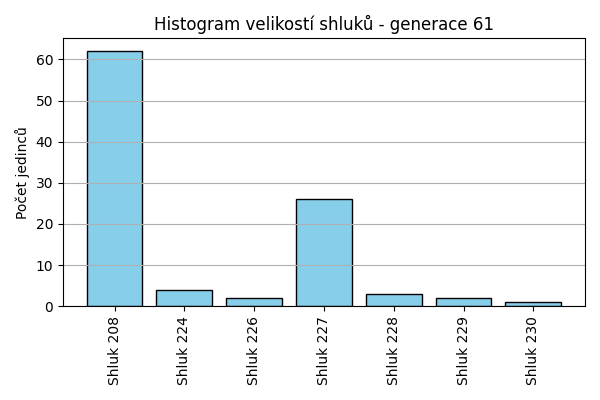 Histogram velikostí shluků - generace 61
Počet jedinců
60
50
40
30
20
10
0
Shluk 208
Shluk 224
Shluk 226
Shluk 227
Shluk 228
Shluk 229
Shluk 230